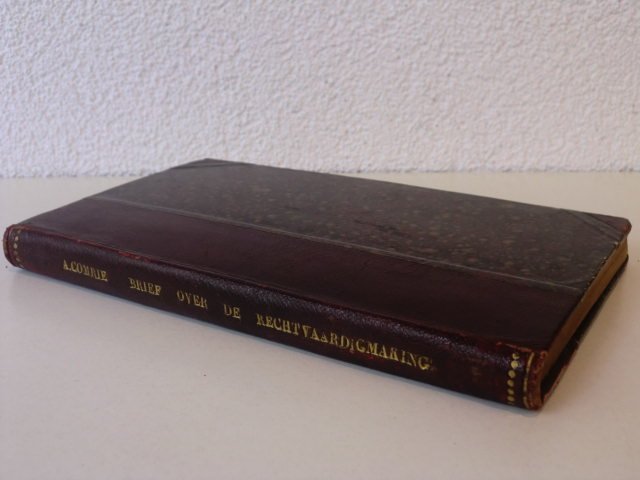 A.COMRIE BRIEF OVER DE RECHTVAARDIGMAKING.